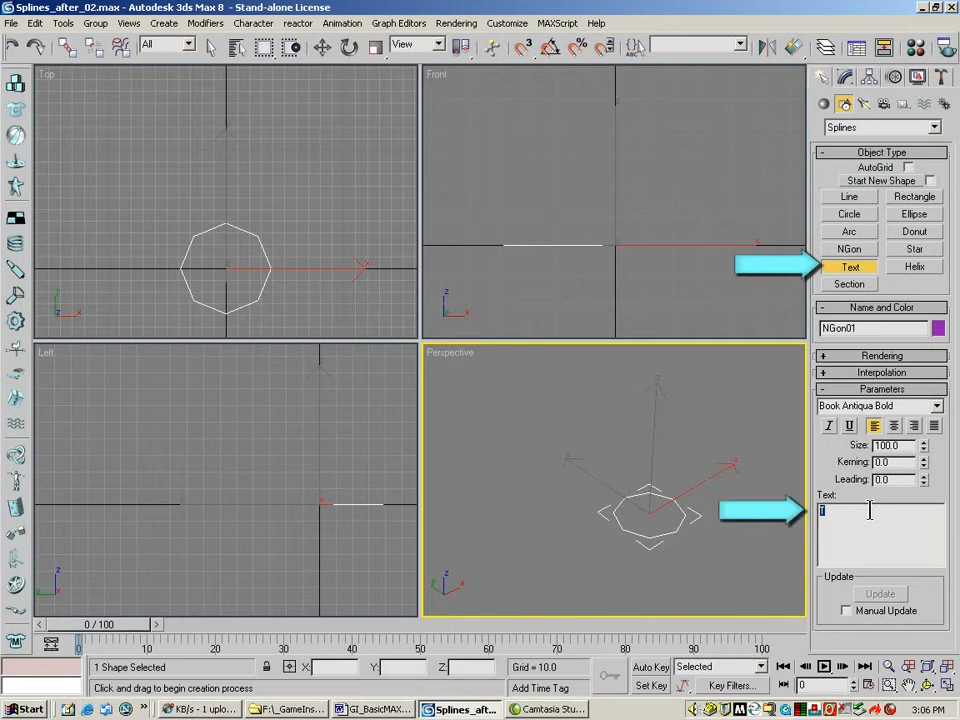 Splines_after_02.max - Autodesk 3ds Max 8 - Stand-alone License
File Edit Tools Group Views Create Modifiers Character reactor Animation Graph Editors Rendering Customize MAXScript Help
All
View
Top
Front
Left
Perspective
Splines
- Object Type
AutoGrid
Start New Shape
Line Rectangle
Circle Ellipse
Arc Donut
NGon Star
Text Helix
Section
- Name and Color
NGon01
+ Rendering
+ Interpolation
- Parameters
Book Antiqua Bold
I U
Size: 100.0
Kerning: 0.0
Leading: 0.0
Text:
T
Update
Update
Manual Update
0 / 100
10 20 30 40 50 60 70 80 90 100
1 Shape Selected X: Y: Z: Grid = 10.0 Auto Key Selected
Click and drag to begin creation process Add Time Tag Set Key Key Filters... 0
Start KB/s - 1 uplo... F:\_GameIns... GI_BasicMAX... Splines_aft... Camtasia Stu... 3:06 PM